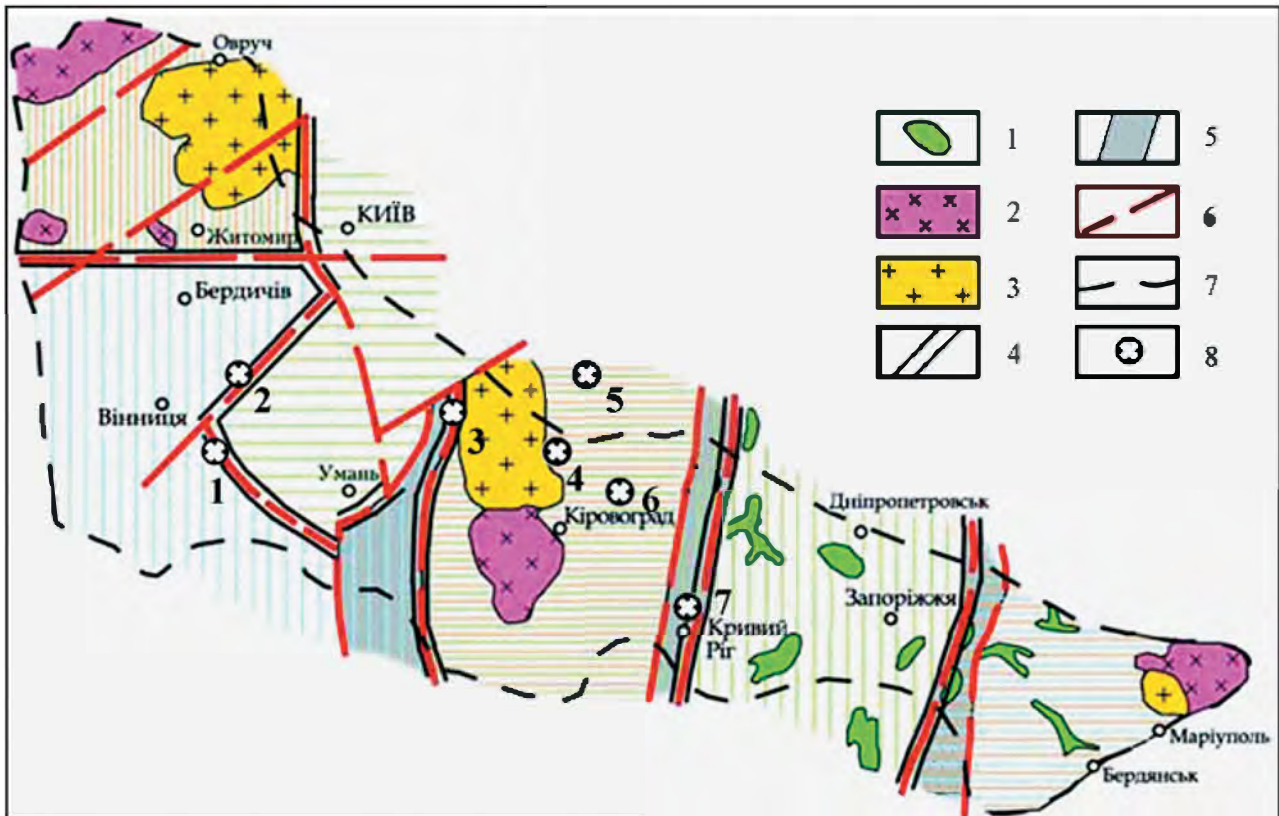 Овруч
КИЇВ
Житомир
Бердичів
2
Вінниця
1
Умань
3
4
5
6
Кіровоград
7
Кривий
Ріг
Дніпропетровськ
Запоріжжя
Маріуполь
Бердянськ
1
2
3
4
5
6
7
8